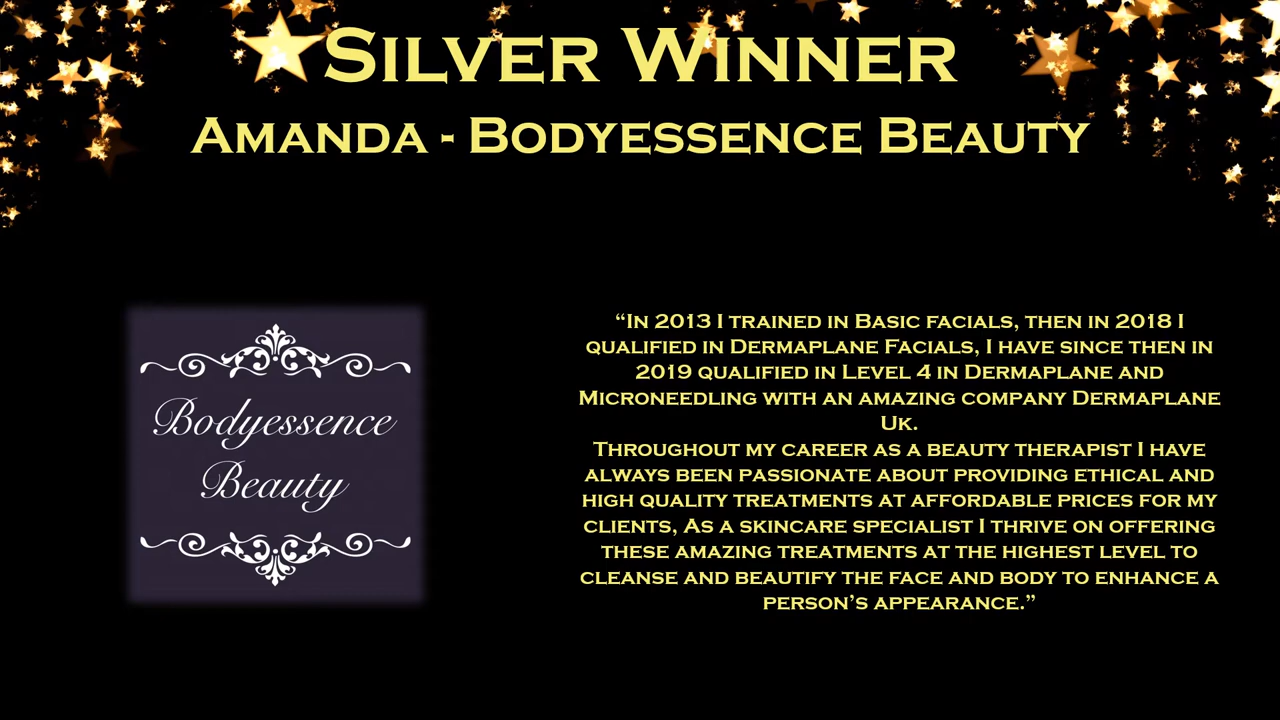 Silver Winner
Amanda - Bodyessence Beauty
Bodyessence
Beauty
“In 2013 I trained in Basic facials, then in 2018 I
qualified in Dermaplane Facials, I have since then in
2019 qualified in Level 4 in Dermaplane and
Microneedling with an amazing company Dermaplane
Uk.
Throughout my career as a beauty therapist I have
always been passionate about providing ethical and
high quality treatments at affordable prices for my
clients, As a skincare specialist I thrive on offering
these amazing treatments at the highest level to
cleanse and beautify the face and body to enhance a
person’s appearance.”